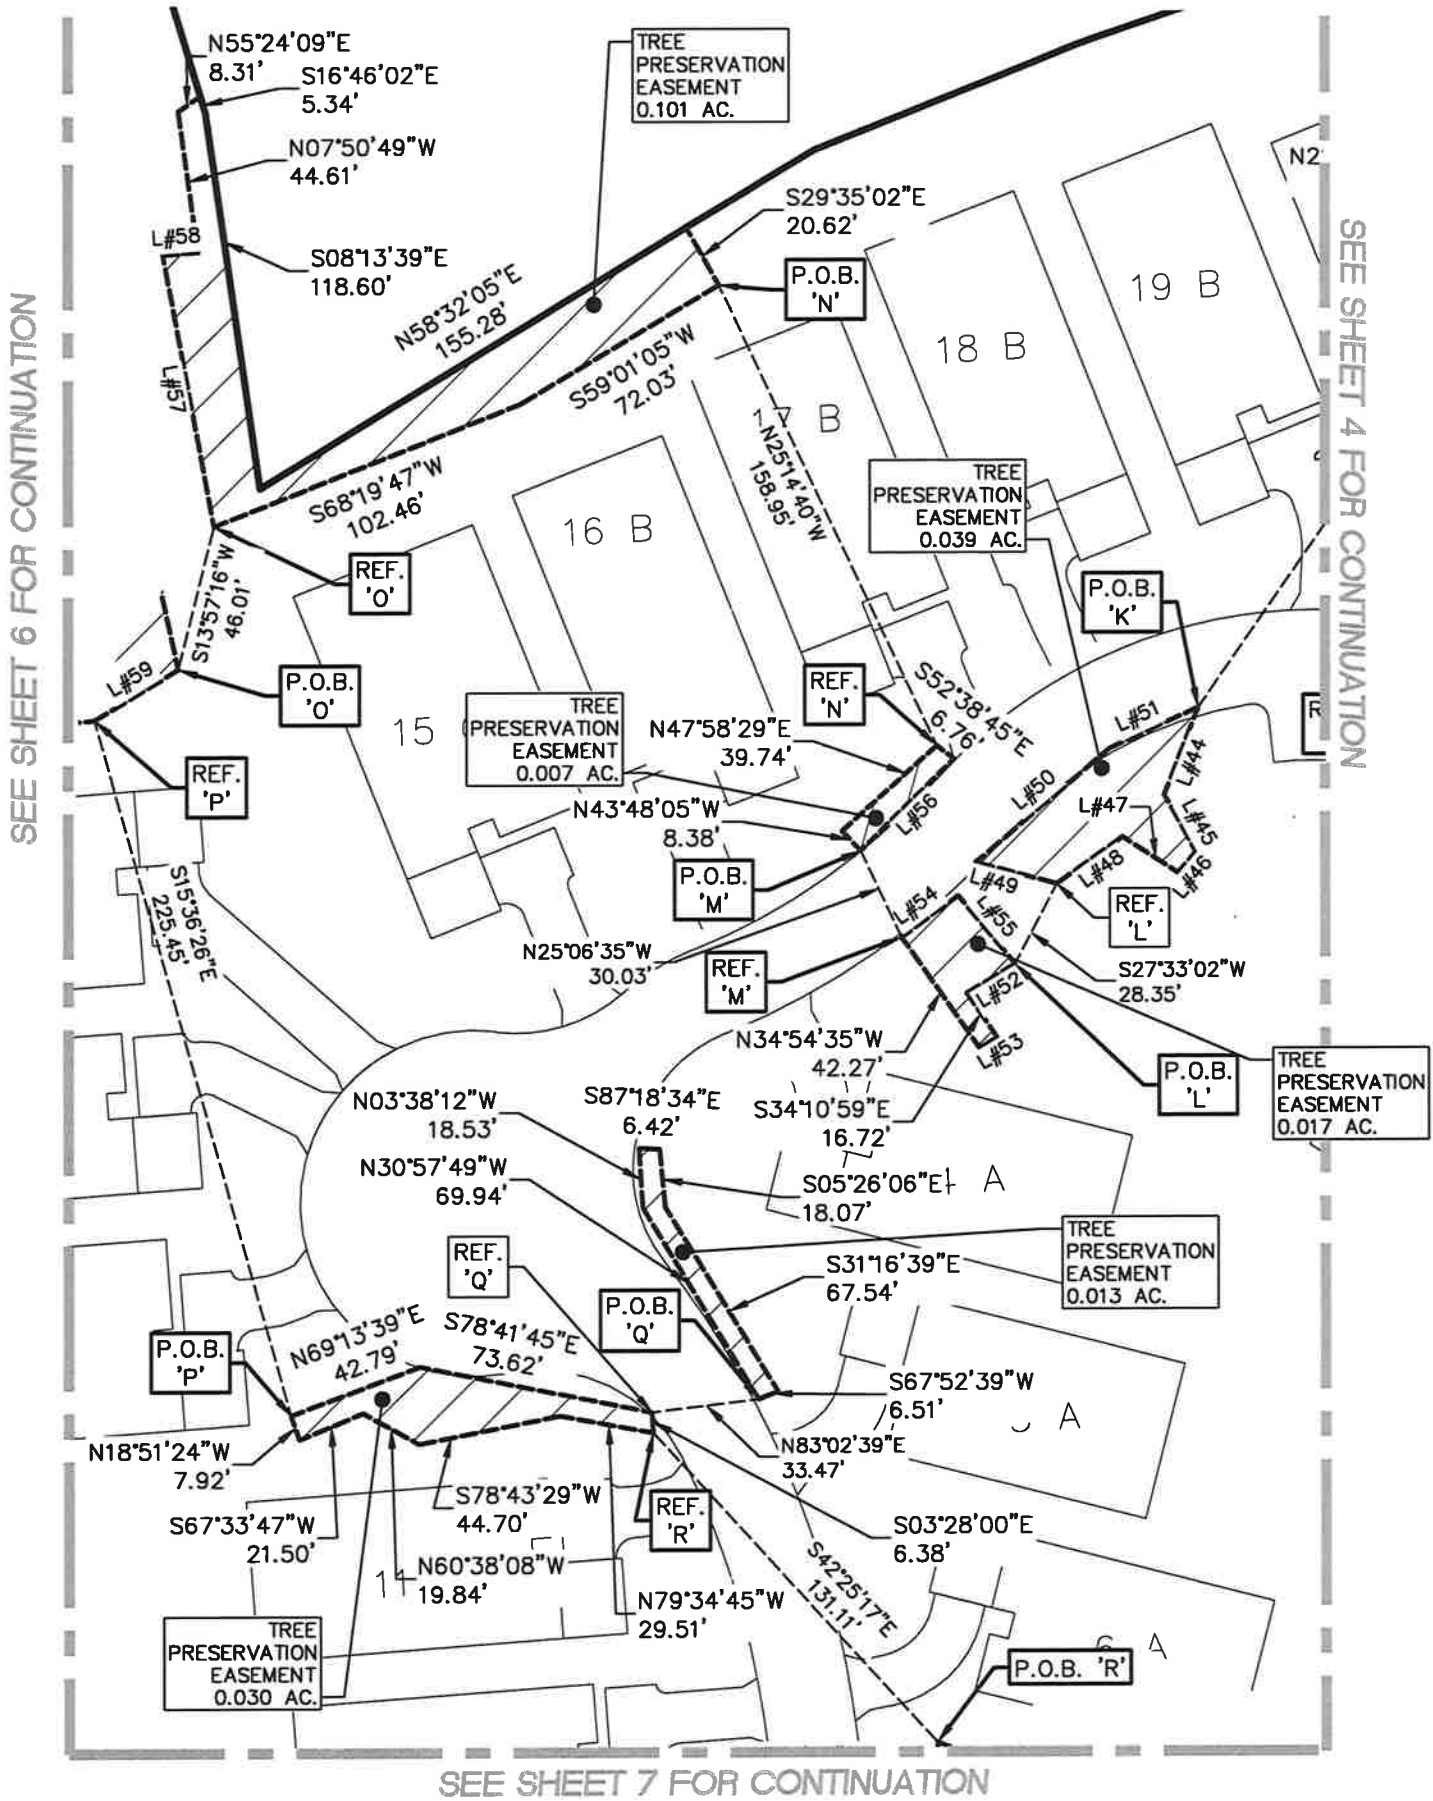 N55°24'09"E
8.31'
S16°46'02"E
5.34'
N07°50'49"W
44.61'
L#58
S08°13'39"E
118.60'
L#57
TREE
PRESERVATION
EASEMENT
0.101 AC.
S29°35'02"E
20.62'
P.O.B.
'N'
N58°32'05"E
155.28'
S59°01'05"W
72.03'
S68°19'47"W
102.46'
N2
19 B
18 B
17 B
16 B
15
N25°14'40"W
158.95'
TREE
PRESERVATION
EASEMENT
0.039 AC.
REF.
'O'
S13°57'16"W
46.01'
P.O.B.
'K'
L#59
P.O.B.
'O'
REF.
'P'
TREE
PRESERVATION
EASEMENT
0.007 AC.
REF.
'N'
S52°38'45"E
6.76'
N47°58'29"E
39.74'
N43°48'05"W
8.38'
L#56
L#51
L#50
L#44
L#47
L#45
L#46
L#48
L#49
P.O.B.
'M'
REF.
'L'
L#54
L#55
N25°06'35"W
30.03'
REF.
'M'
S27°33'02"W
28.35'
L#52
L#53
S15°36'26"E
225.45'
N34°54'35"W
42.27'
S34°10'59"E
16.72'
P.O.B.
'L'
TREE
PRESERVATION
EASEMENT
0.017 AC.
N03°38'12"W
18.53'
S87°18'34"E
6.42'
N30°57'49"W
69.94'
S05°26'06"E
18.07'
A
REF.
'Q'
S31°16'39"E
67.54'
TREE
PRESERVATION
EASEMENT
0.013 AC.
P.O.B.
'Q'
P.O.B.
'P'
N69°13'39"E
42.79'
S78°41'45"E
73.62'
S67°52'39"W
6.51'
A
N83°02'39"E
33.47'
N18°51'24"W
7.92'
S67°33'47"W
21.50'
S78°43'29"W
44.70'
REF.
'R'
S03°28'00"E
6.38'
N60°38'08"W
19.84'
11
N79°34'45"W
29.51'
S42°25'17"E
131.11'
TREE
PRESERVATION
EASEMENT
0.030 AC.
6 A
P.O.B. 'R'
SEE SHEET 6 FOR CONTINUATION
SEE SHEET 4 FOR CONTINUATION
SEE SHEET 7 FOR CONTINUATION